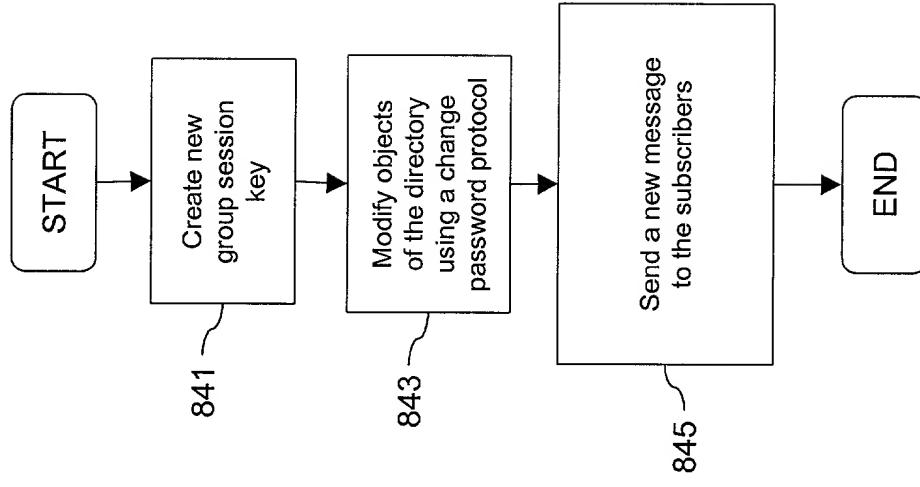 START
Create new
group session
key
841
Modify objects
of the directory
using a change
password protocol
843
Send a new message
to the subscribers
845
END